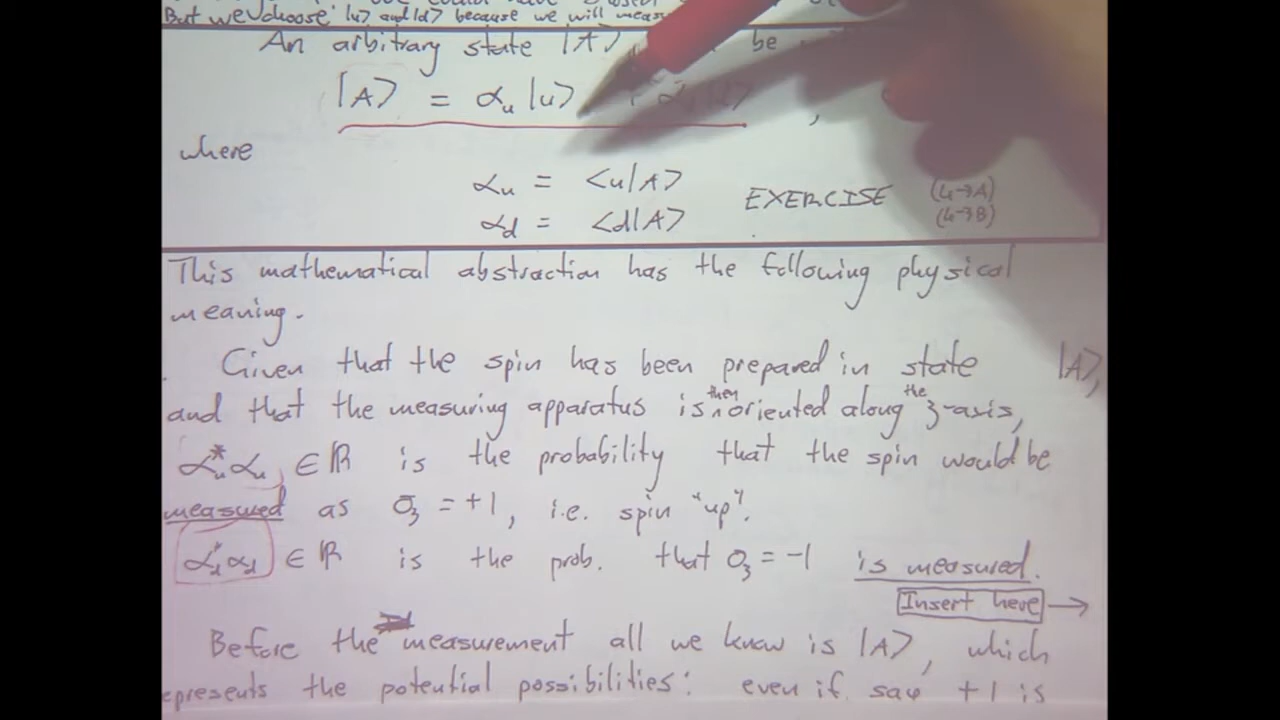 But we choose |u> and |d> because we will meas
An arbitrary state |A> be
|A> = α_u |u> + α
where
α_u = <u|A>
α_d = <d|A>
EXERCISE (4→A)
(4→B)
This mathematical abstraction has the following physical
meaning.
Given that the spin has been prepared in state |A>,
and that the measuring apparatus is then oriented along the z-axis,
α_u* α_u ∈ ℝ is the probability that the spin would be
measured as σ_z = +1, i.e. spin "up".
α_d* α_d ∈ ℝ is the prob. that σ_z = -1 is measured.
Insert here →
Before the measurement all we know is |A>, which
epresents the potential possibilities: even if say +1 is